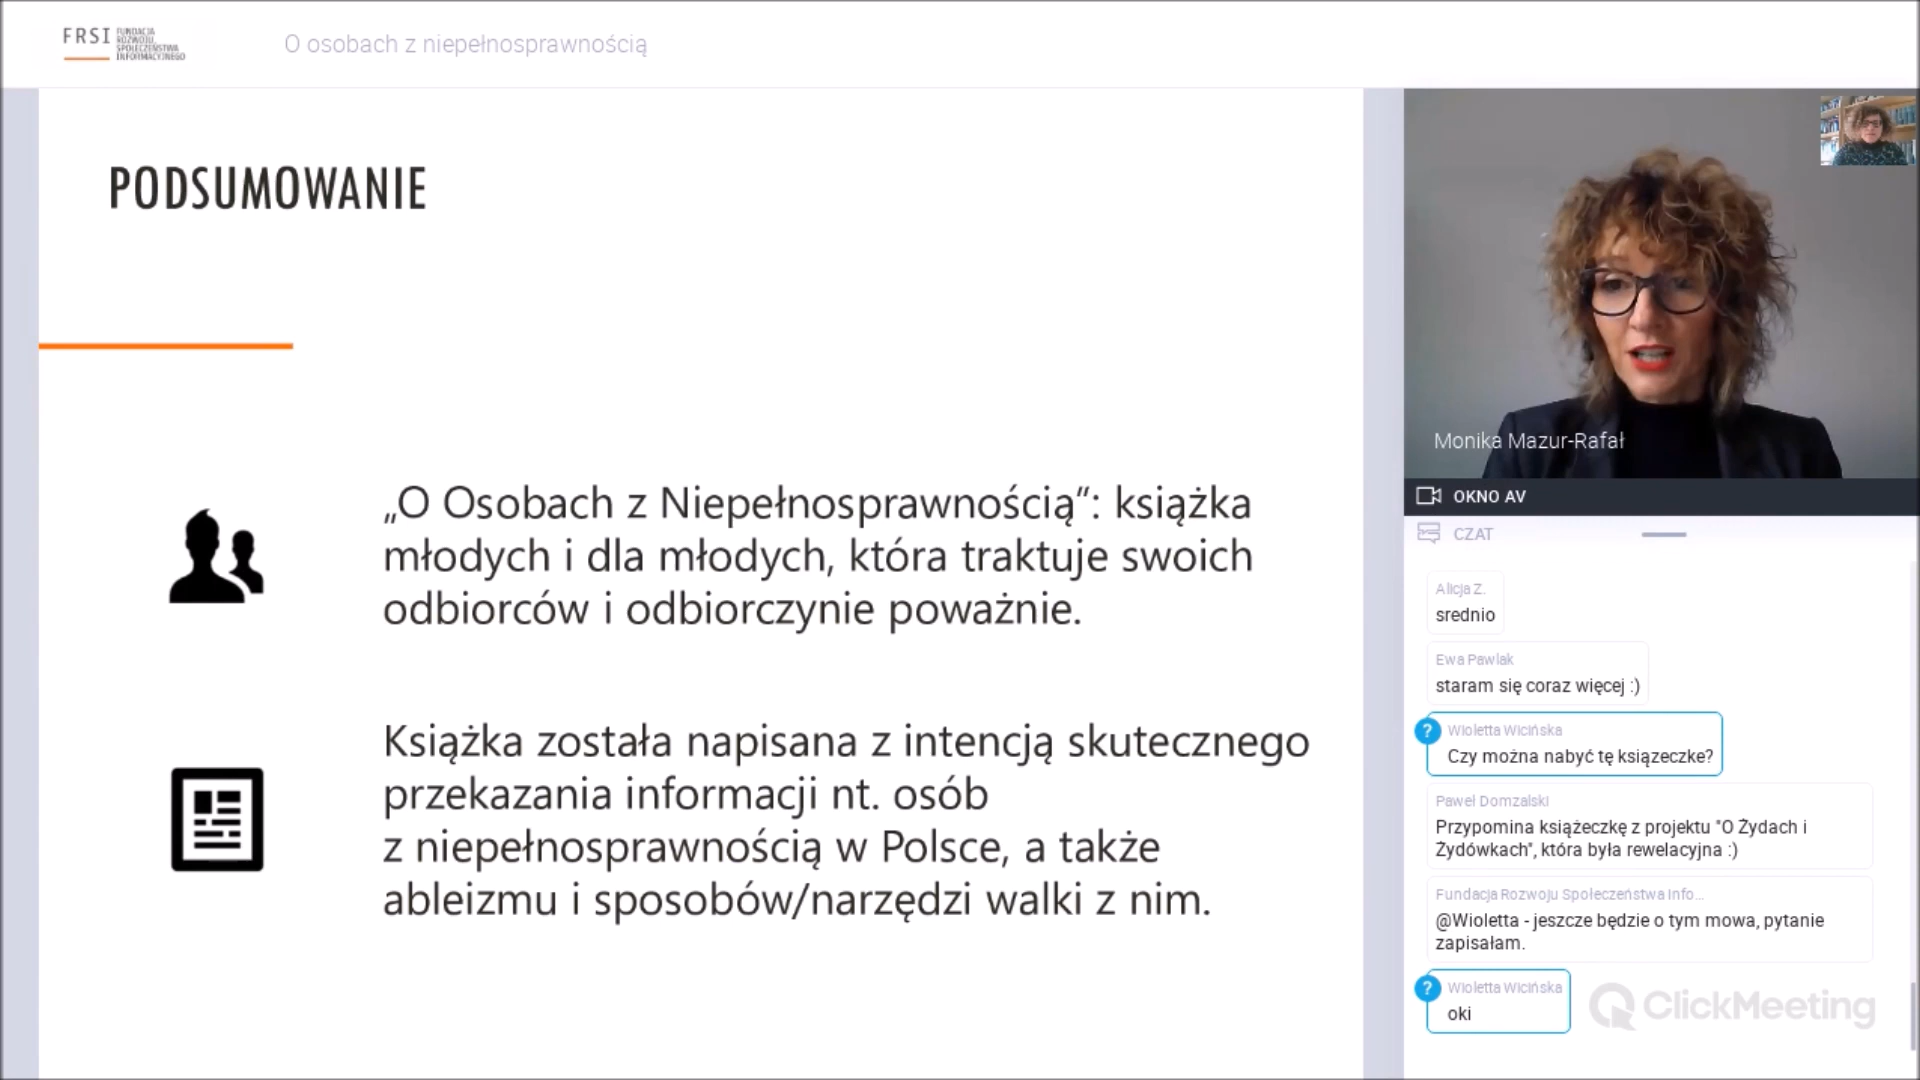 FRSI
FUNDACJA
ROZWOJU
SPOŁECZEŃSTWA
INFORMACYJNEGO
O osobach z niepełnosprawnością
PODSUMOWANIE
„O Osobach z Niepełnosprawnością”: książka
młodych i dla młodych, która traktuje swoich
odbiorców i odbiorczynie poważnie.
Książka została napisana z intencją skutecznego
przekazania informacji nt. osób
z niepełnosprawnością w Polsce, a także
ableizmu i sposobów/narzędzi walki z nim.
Monika Mazur-Rafał
OKNO AV
CZAT
Alicja Z.
srednio
Ewa Pawlak
staram się coraz więcej :)
?
Wioletta Wicińska
Czy można nabyć tę ksiązeczke?
Paweł Domzalski
Przypomina książeczkę z projektu "O Żydach i
Żydówkach", która była rewelacyjna :)
Fundacja Rozwoju Społeczeństwa Info...
@Wioletta - jeszcze będzie o tym mowa, pytanie
zapisałam.
?
Wioletta Wicińska
oki
ClickMeeting